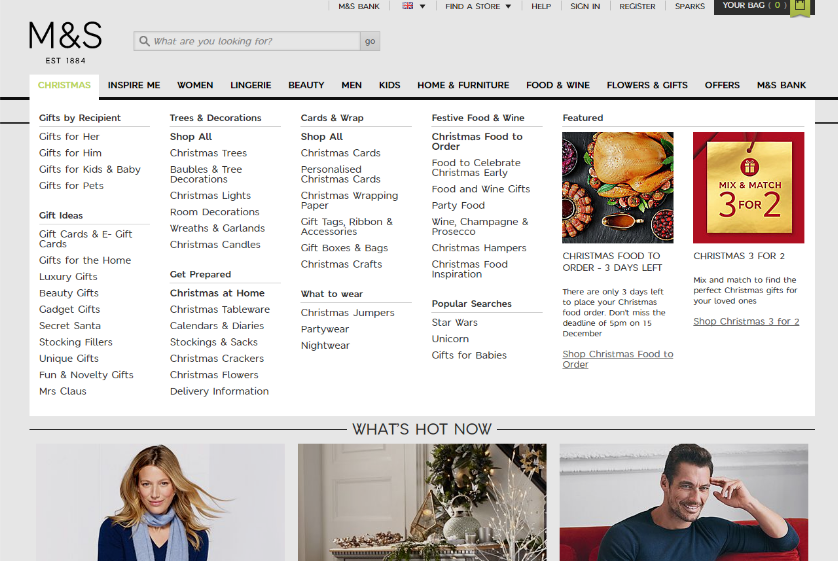 M&S BANK
FIND A STORE
HELP
SIGN IN
REGISTER
SPARKS
YOUR BAG ( 0 )
M&S
EST 1884
What are you looking for?
go
CHRISTMAS
INSPIRE ME
WOMEN
LINGERIE
BEAUTY
MEN
KIDS
HOME & FURNITURE
FOOD & WINE
FLOWERS & GIFTS
OFFERS
M&S BANK
Gifts by Recipient
Gifts for Her
Gifts for Him
Gifts for Kids & Baby
Gifts for Pets
Gift Ideas
Gift Cards & E- Gift
Cards
Gifts for the Home
Luxury Gifts
Beauty Gifts
Gadget Gifts
Secret Santa
Stocking Fillers
Unique Gifts
Fun & Novelty Gifts
Mrs Claus
Trees & Decorations
Shop All
Christmas Trees
Baubles & Tree
Decorations
Christmas Lights
Room Decorations
Wreaths & Garlands
Christmas Candles
Get Prepared
Christmas at Home
Christmas Tableware
Calendars & Diaries
Stockings & Sacks
Christmas Crackers
Christmas Flowers
Delivery Information
Cards & Wrap
Shop All
Christmas Cards
Personalised
Christmas Cards
Christmas Wrapping
Paper
Gift Tags, Ribbon &
Accessories
Gift Boxes & Bags
Christmas Crafts
What to wear
Christmas Jumpers
Partywear
Nightwear
Festive Food & Wine
Christmas Food to
Order
Food to Celebrate
Christmas Early
Food and Wine Gifts
Party Food
Wine, Champagne &
Prosecco
Christmas Hampers
Christmas Food
Inspiration
Popular Searches
Star Wars
Unicorn
Gifts for Babies
Featured
CHRISTMAS FOOD TO
ORDER - 3 DAYS LEFT
There are only 3 days left
to place your Christmas
food order. Don't miss the
deadline of 5pm on 15
December
Shop Christmas Food to
Order
MIX & MATCH
3 FOR 2
CHRISTMAS 3 FOR 2
Mix and match to find the
perfect Christmas gifts for
your loved ones
Shop Christmas 3 for 2
WHAT'S HOT NOW